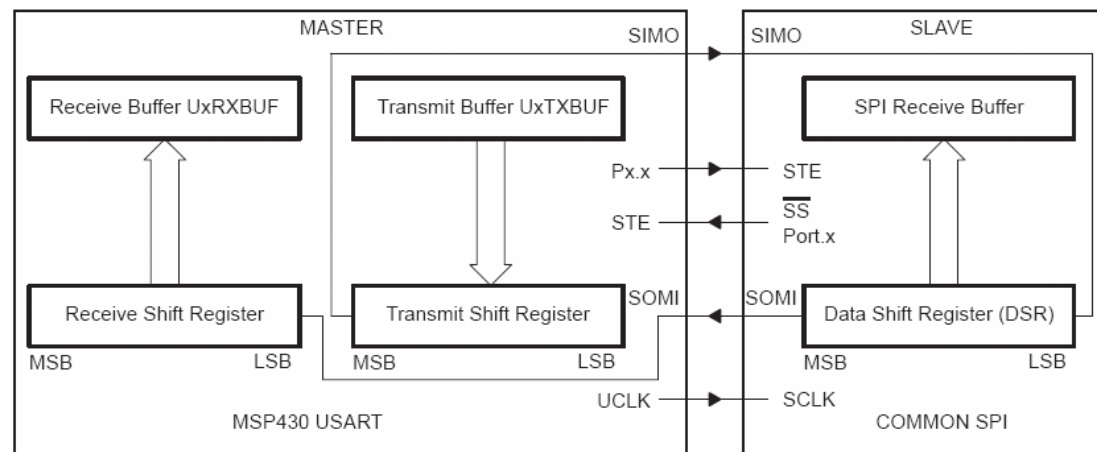 MASTER
SLAVE
SIMO
SIMO
Receive Buffer UxRXBUF
Transmit Buffer UxTXBUF
SPI Receive Buffer
Px.x
STE
STE
SS
Port.x
SOMI
SOMI
Receive Shift Register
Transmit Shift Register
Data Shift Register (DSR)
MSB
LSB
MSB
LSB
MSB
LSB
UCLK
SCLK
MSP430 USART
COMMON SPI